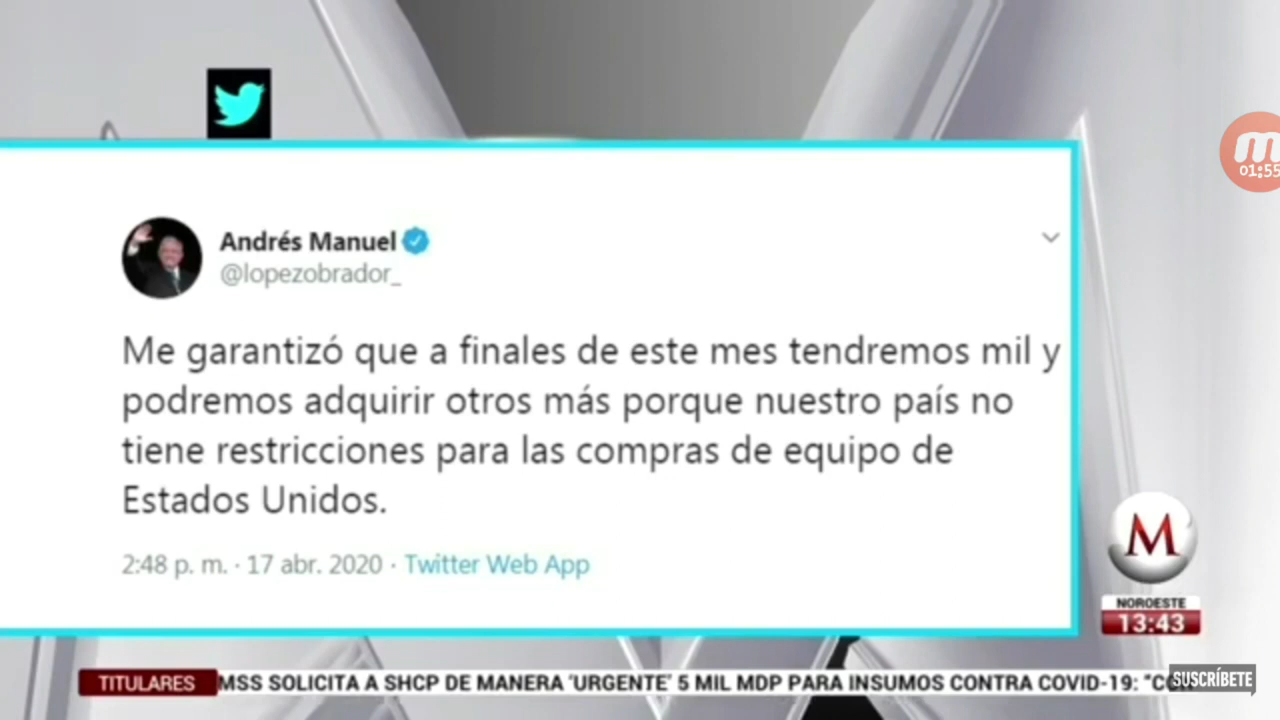 Andrés Manuel
@lopezobrador_
Me garantizó que a finales de este mes tendremos mil y
podremos adquirir otros más porque nuestro país no
tiene restricciones para las compras de equipo de
Estados Unidos.
2:48 p. m. · 17 abr. 2020 · Twitter Web App
m
01:55
M
NOROESTE
13:43
TITULARES
MSS SOLICITA A SHCP DE MANERA 'URGENTE' 5 MIL MDP PARA INSUMOS CONTRA COVID-19:
SUSCRÍBETE